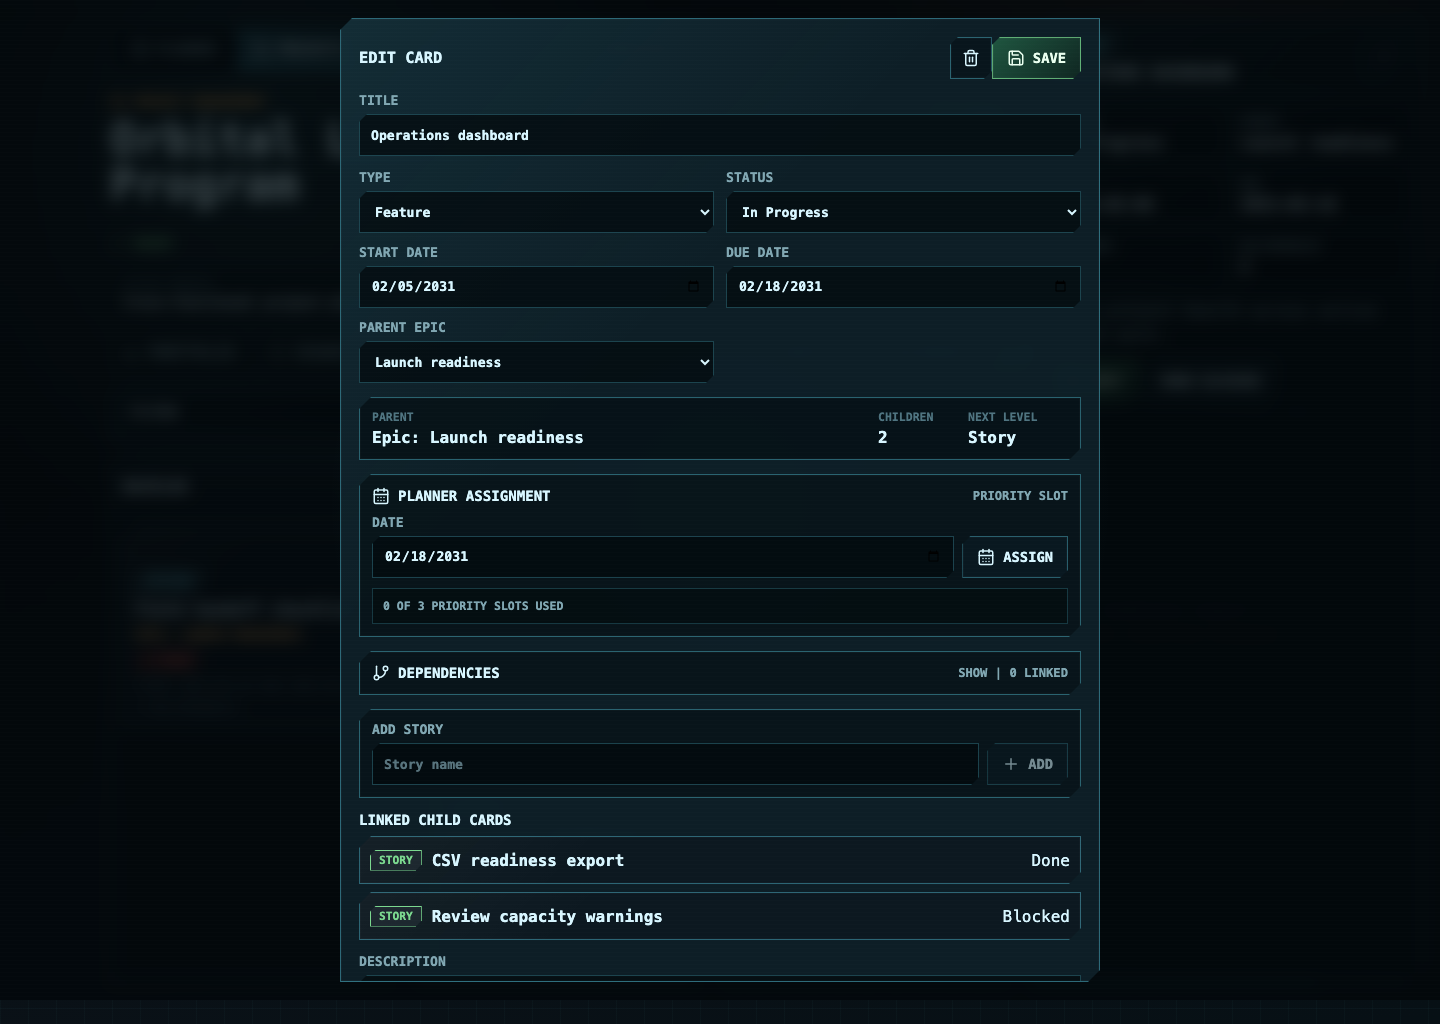 EDIT CARD
SAVE
TITLE
Operations dashboard
TYPE
STATUS
Feature
In Progress
START DATE
DUE DATE
02/05/2031
02/18/2031
PARENT EPIC
Launch readiness
PARENT
CHILDREN
NEXT LEVEL
Epic: Launch readiness
2
Story
PLANNER ASSIGNMENT
PRIORITY SLOT
DATE
02/18/2031
ASSIGN
0 OF 3 PRIORITY SLOTS USED
DEPENDENCIES
SHOW | 0 LINKED
ADD STORY
Story name
ADD
LINKED CHILD CARDS
STORY
CSV readiness export
Done
STORY
Review capacity warnings
Blocked
DESCRIPTION
Orbital
Program